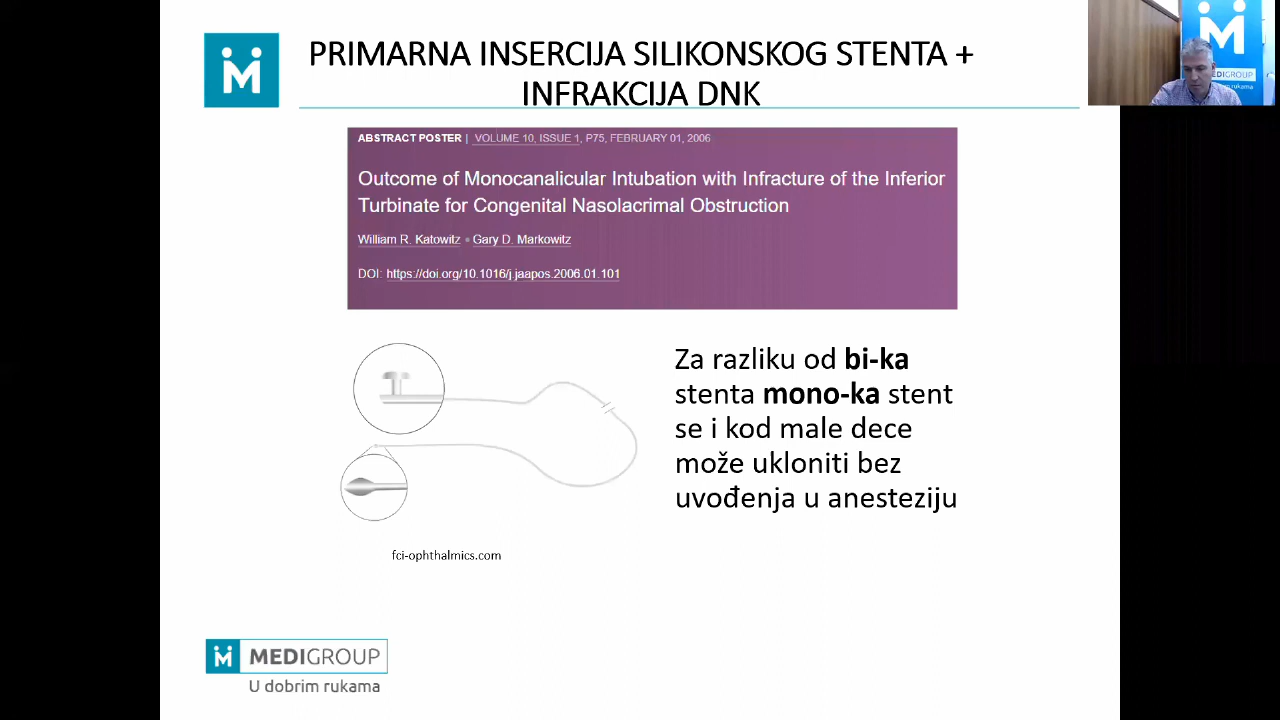 PRIMARNA INSERCIJA SILIKONSKOG STENTA +
INFRAKCIJA DNK
ABSTRACT POSTER | VOLUME 10, ISSUE 1, P75, FEBRUARY 01, 2006
Outcome of Monocanalicular Intubation with Infracture of the Inferior
Turbinate for Congenital Nasolacrimal Obstruction
William R. Katowitz • Gary D. Markowitz
DOI: https://doi.org/10.1016/j.jaapos.2006.01.101
Za razliku od bi-ka
stenta mono-ka stent
se i kod male dece
može ukloniti bez
uvođenja u anesteziju
fci-ophthalmics.com
MEDIGROUP
U dobrim rukama